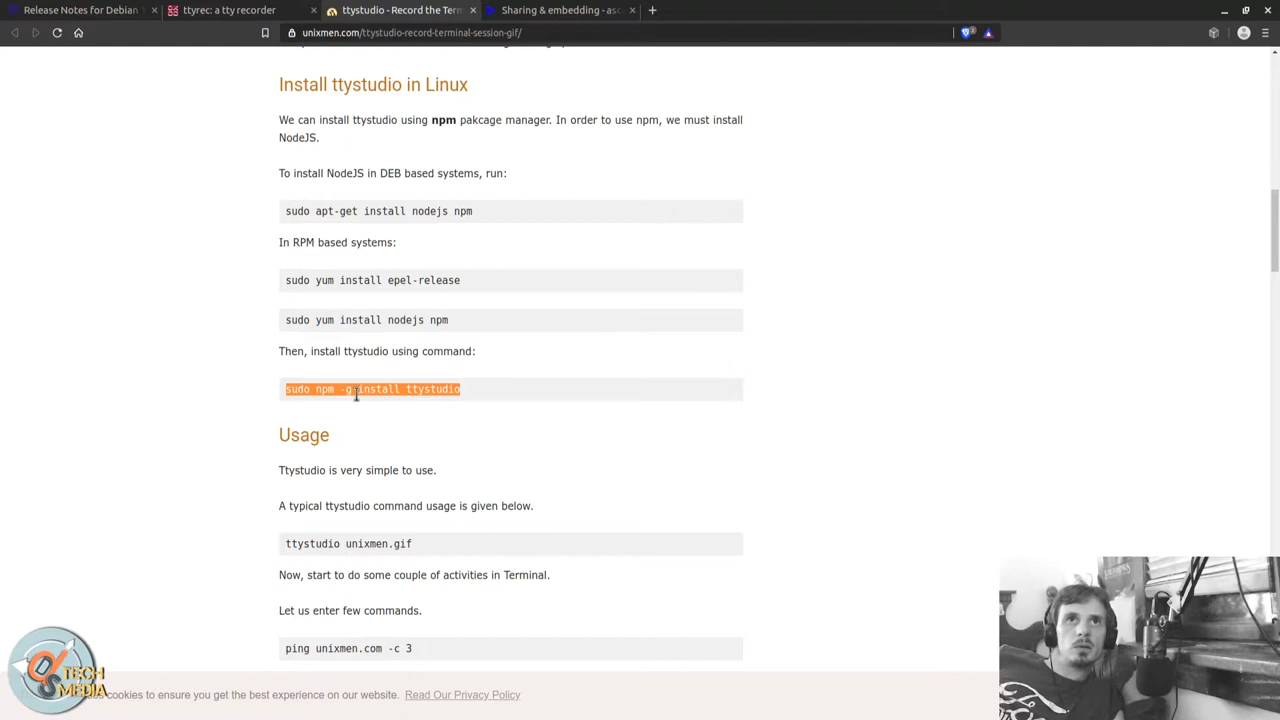 Release Notes for Debian
ttyrec: a tty recorder
ttystudio - Record the Term
Sharing & embedding - asc
unixmen.com/ttystudio-record-terminal-session-gif/
Install ttystudio in Linux
We can install ttystudio using npm pakcage manager. In order to use npm, we must install
NodeJS.
To install NodeJS in DEB based systems, run:
sudo apt-get install nodejs npm
In RPM based systems:
sudo yum install epel-release
sudo yum install nodejs npm
Then, install ttystudio using command:
sudo npm -g install ttystudio
Usage
Ttystudio is very simple to use.
A typical ttystudio command usage is given below.
ttystudio unixmen.gif
Now, start to do some couple of activities in Terminal.
Let us enter few commands.
ping unixmen.com -c 3
TECH
MEDIA
cookies to ensure you get the best experience on our website. Read Our Privacy Policy